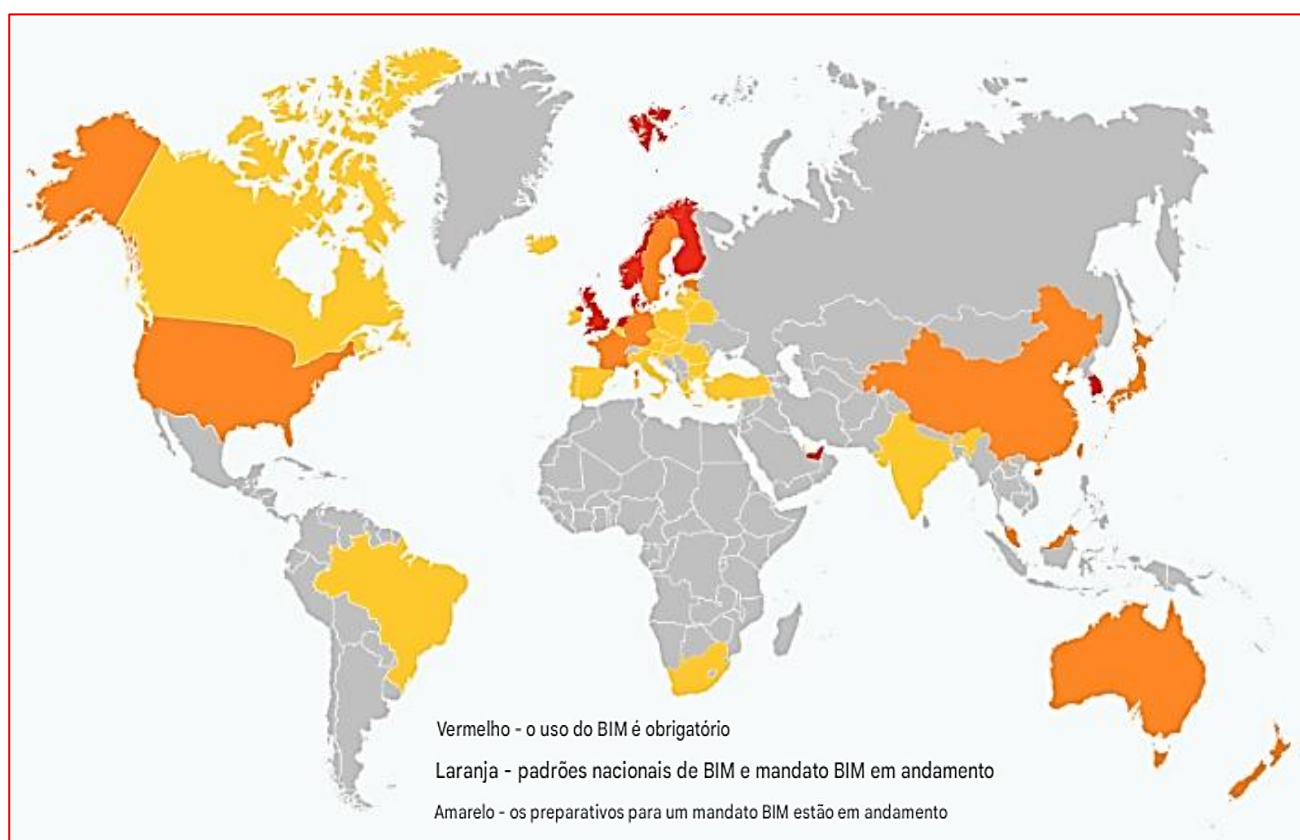 Vermelho - o uso do BIM é obrigatório
Laranja - padrões nacionais de BIM e mandato BIM em andamento
Amarelo - os preparativos para um mandato BIM estão em andamento